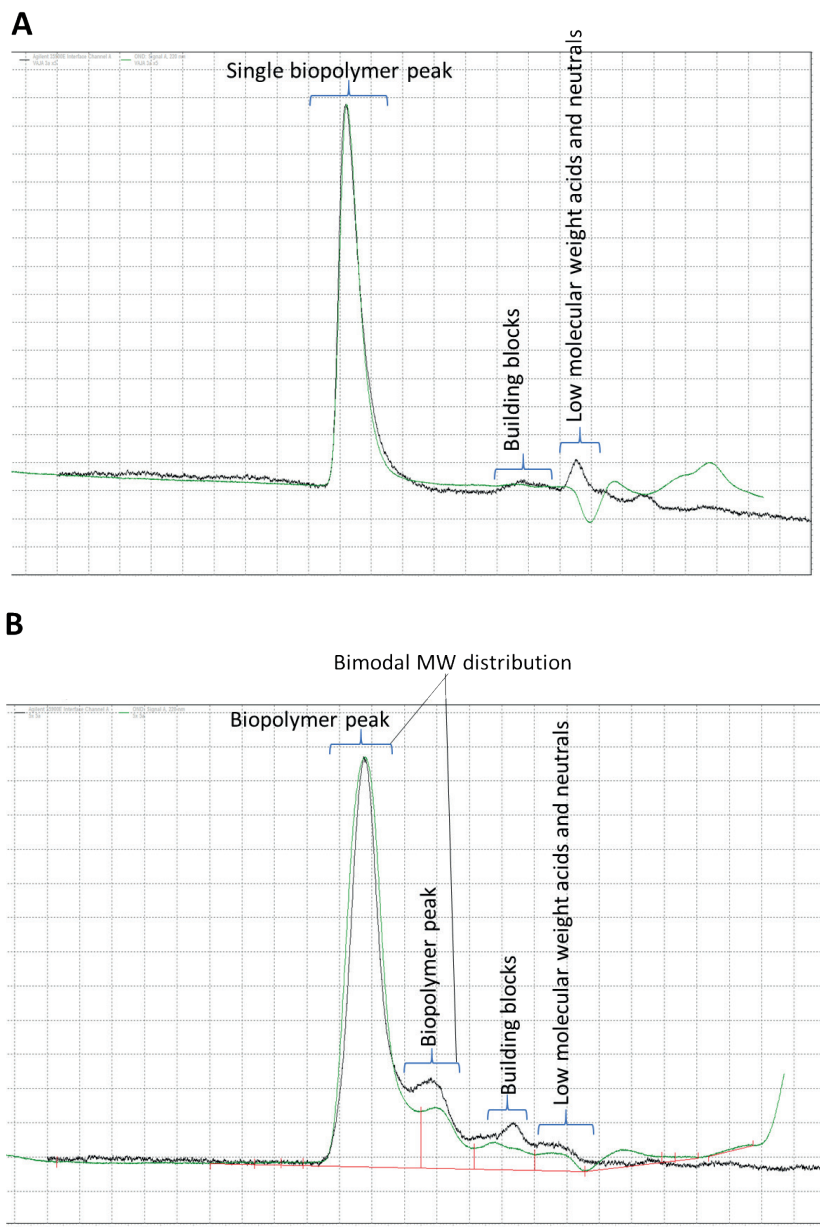 A
Single biopolymer peak
Building blocks
Low molecular weight acids and neutrals
B
Bimodal MW distribution
Biopolymer peak
Biopolymer peak
Building blocks
Low molecular weight acids and neutrals